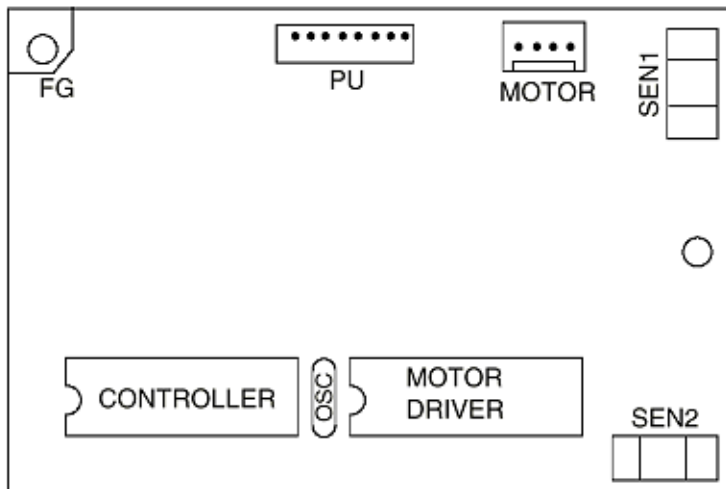 FG
PU
MOTOR
SEN1
CONTROLLER
OSC
MOTOR
DRIVER
SEN2